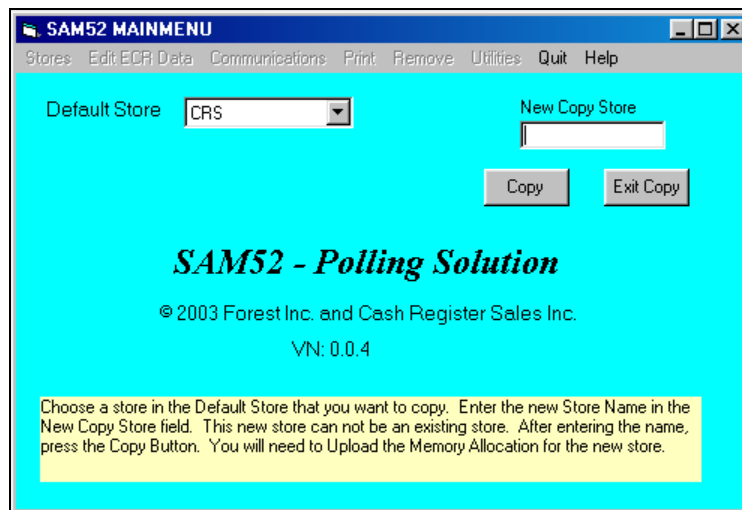 SAM52 MAINMENU
Stores Edit ECR Data Communications Print Remove Utilities Quit Help
Default Store CRS New Copy Store
Copy Exit Copy
SAM52 - Polling Solution
© 2003 Forest Inc. and Cash Register Sales Inc.
VN: 0.0.4
Choose a store in the Default Store that you want to copy. Enter the new Store Name in the
New Copy Store field. This new store can not be an existing store. After entering the name,
press the Copy Button. You will need to Upload the Memory Allocation for the new store.